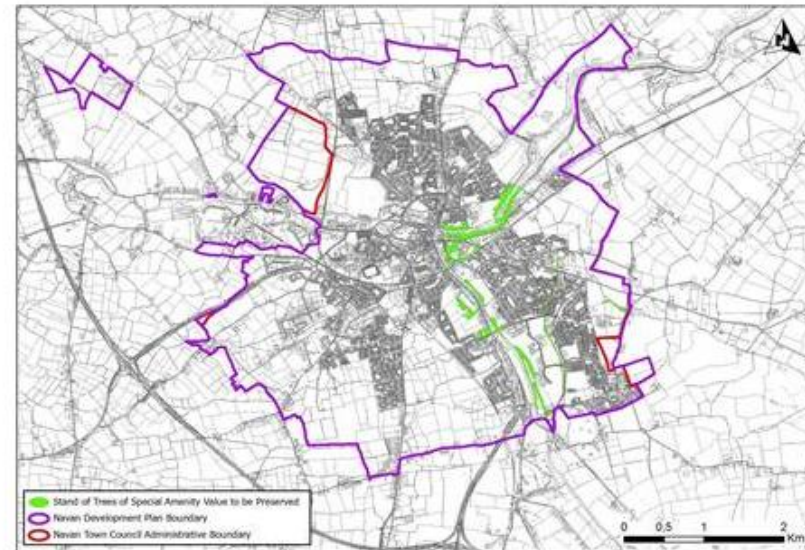 N
Stand of Trees of Special Amenity Value to be Preserved
Navan Development Plan Boundary
Navan Town Council Administrative Boundary
0 0.5 1 2
Km